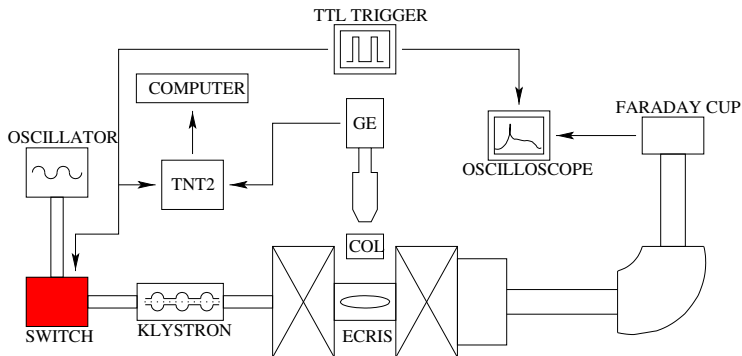 TTL TRIGGER
COMPUTER
GE
FARADAY CUP
OSCILLATOR
OSCILLOSCOPE
TNT2
COL
SWITCH
KLYSTRON
ECRIS